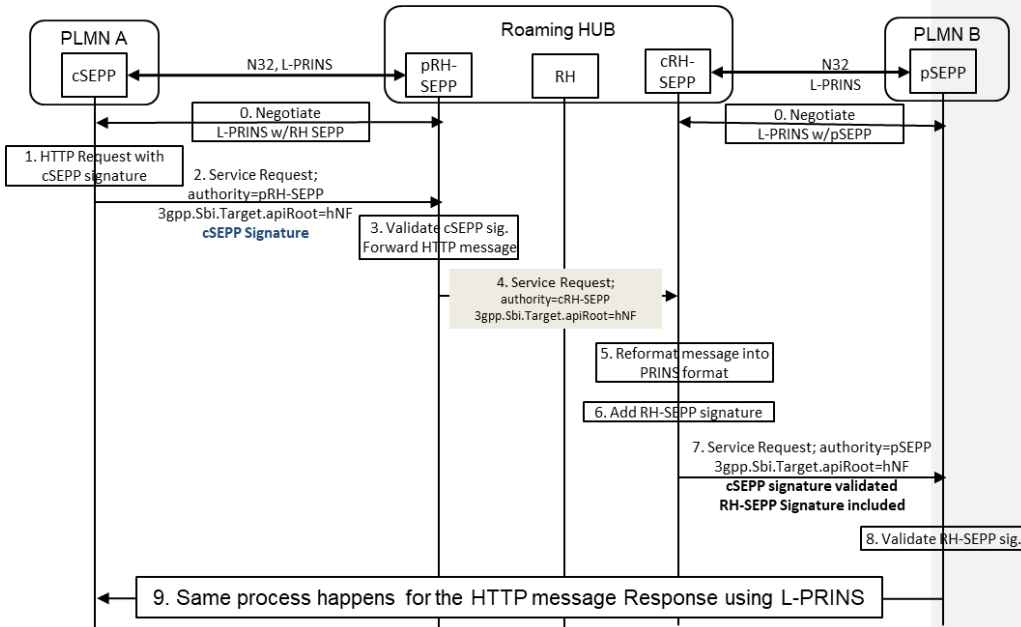 PLMN A
Roaming HUB
PLMN B
cSEPP
N32, L-PRINS
pRH-
SEPP
RH
cRH-
SEPP
N32
L-PRINS
pSEPP
0. Negotiate
L-PRINS w/RH SEPP
0. Negotiate
L-PRINS w/pSEPP
1. HTTP Request with
cSEPP signature
2. Service Request;
authority=pRH-SEPP
3gpp.Sbi.Target.apiRoot=hNF
cSEPP Signature
3. Validate cSEPP sig.
Forward HTTP message
4. Service Request;
authority=cRH-SEPP
3gpp.Sbi.Target.apiRoot=hNF
5. Reformat message into
PRINS format
6. Add RH-SEPP signature
7. Service Request; authority=pSEPP
3gpp.Sbi.Target.apiRoot=hNF
cSEPP signature validated
RH-SEPP Signature included
8. Validate RH-SEPP sig.
9. Same process happens for the HTTP message Response using L-PRINS